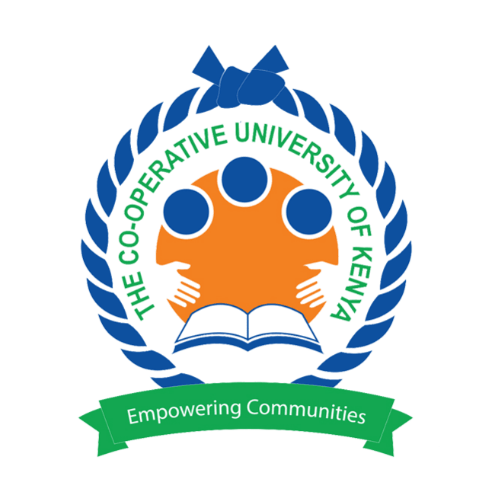 THE CO-OPERATIVE UNIVERSITY OF KENYA
Empowering Communities